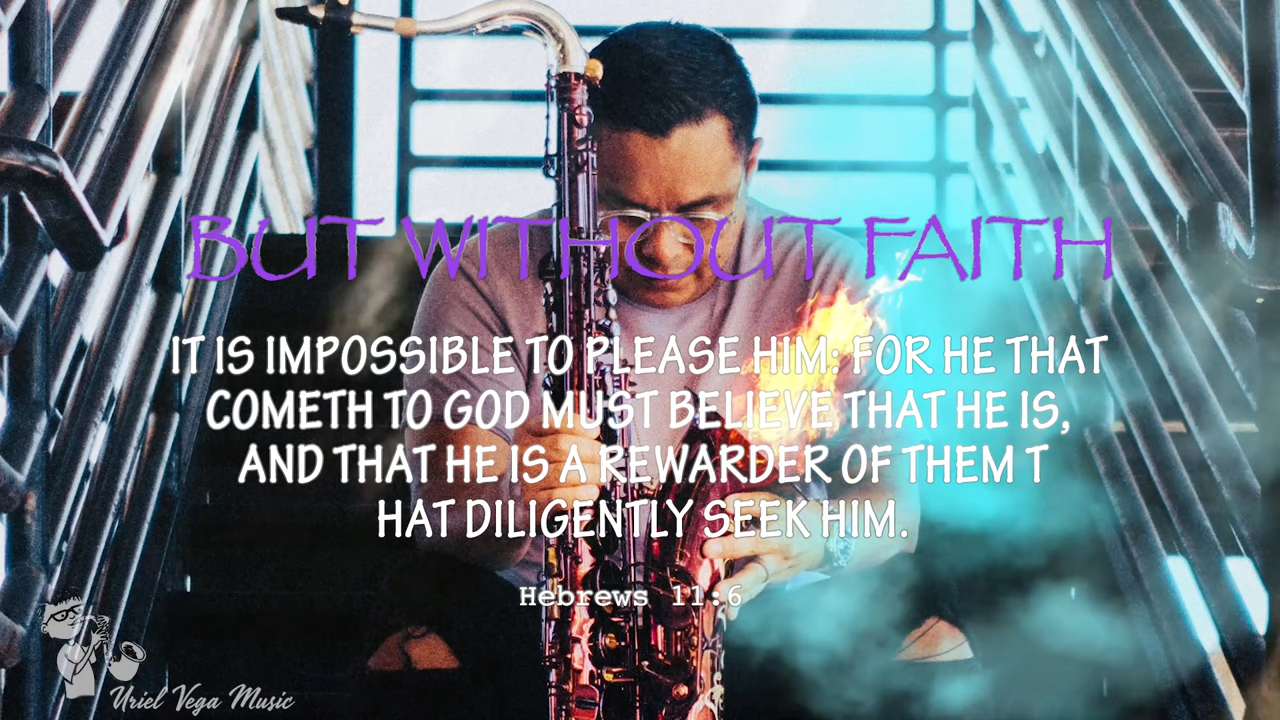 BUT WITHOUT FAITH
IT IS IMPOSSIBLE TO PLEASE HIM: FOR HE THAT
COMETH TO GOD MUST BELIEVE THAT HE IS,
AND THAT HE IS A REWARDER OF THEM T
HAT DILIGENTLY SEEK HIM.
Hebrews 11:6
Uriel Vega Music